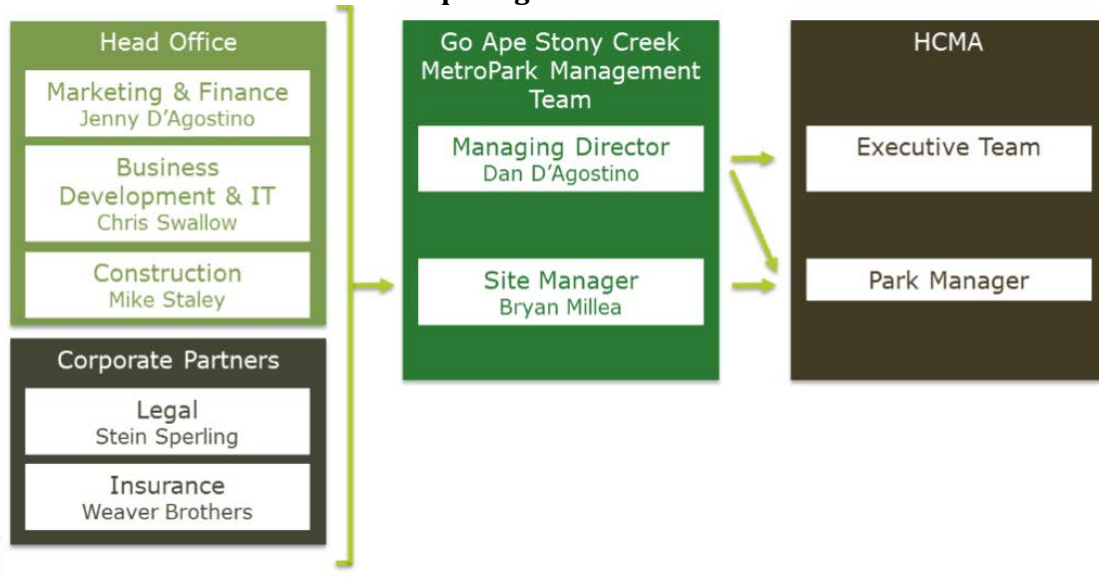 Head Office
Marketing & Finance
Jenny D'Agostino
Business
Development & IT
Chris Swallow
Construction
Mike Staley
Corporate Partners
Legal
Stein Sperling
Insurance
Weaver Brothers
Go Ape Stony Creek
MetroPark Management
Team
Managing Director
Dan D'Agostino
Site Manager
Bryan Millea
HCMA
Executive Team
Park Manager